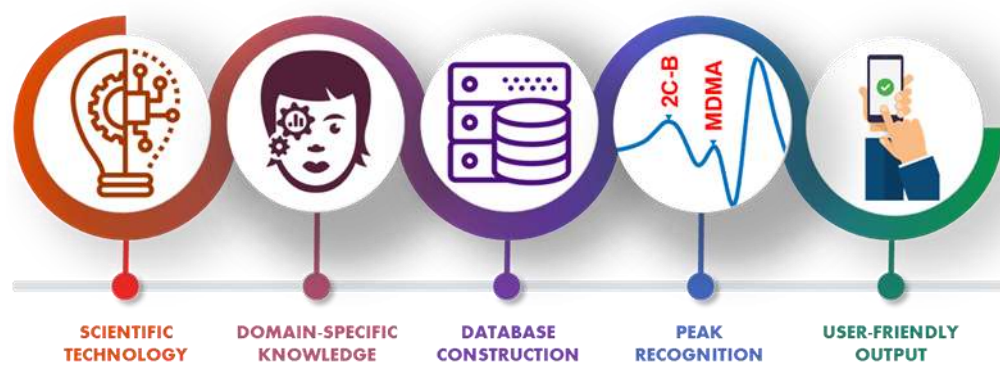 2C-B
MDMA
SCIENTIFIC
TECHNOLOGY
DOMAIN-SPECIFIC
KNOWLEDGE
DATABASE
CONSTRUCTION
PEAK
RECOGNITION
USER-FRIENDLY
OUTPUT